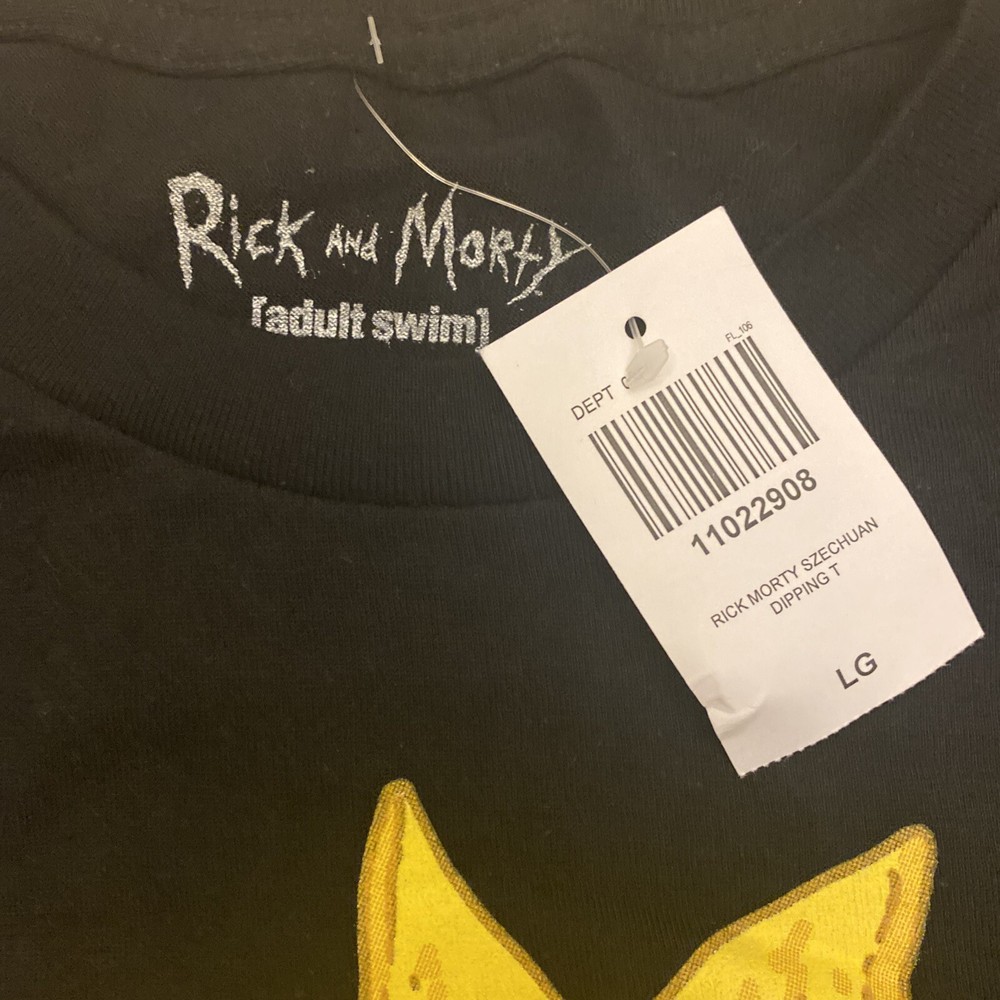 Rick and Morty
[adult swim]
DEPT
FL_106
11022908
RICK MORTY SZECHUAN
DIPPING T
LG